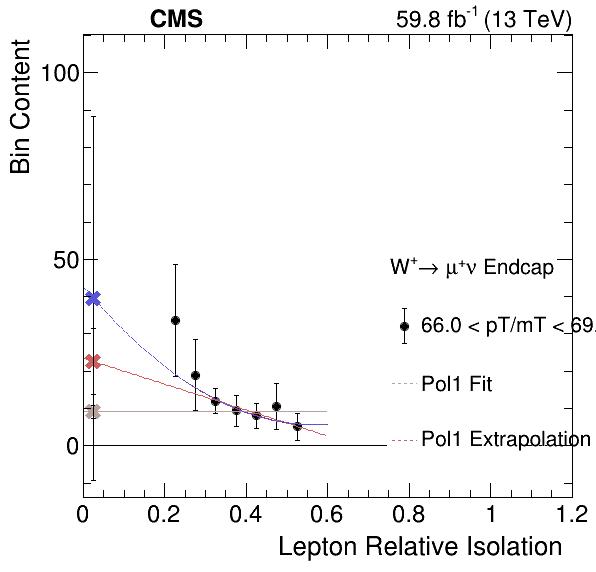 CMS 59.8 fb⁻¹ (13 TeV)
Bin Content
100
50
0
W⁺→ μ⁺ν Endcap
66.0 < pT/mT < 69.
Pol1 Fit
Pol1 Extrapolation
0 0.2 0.4 0.6 0.8 1 1.2
Lepton Relative Isolation